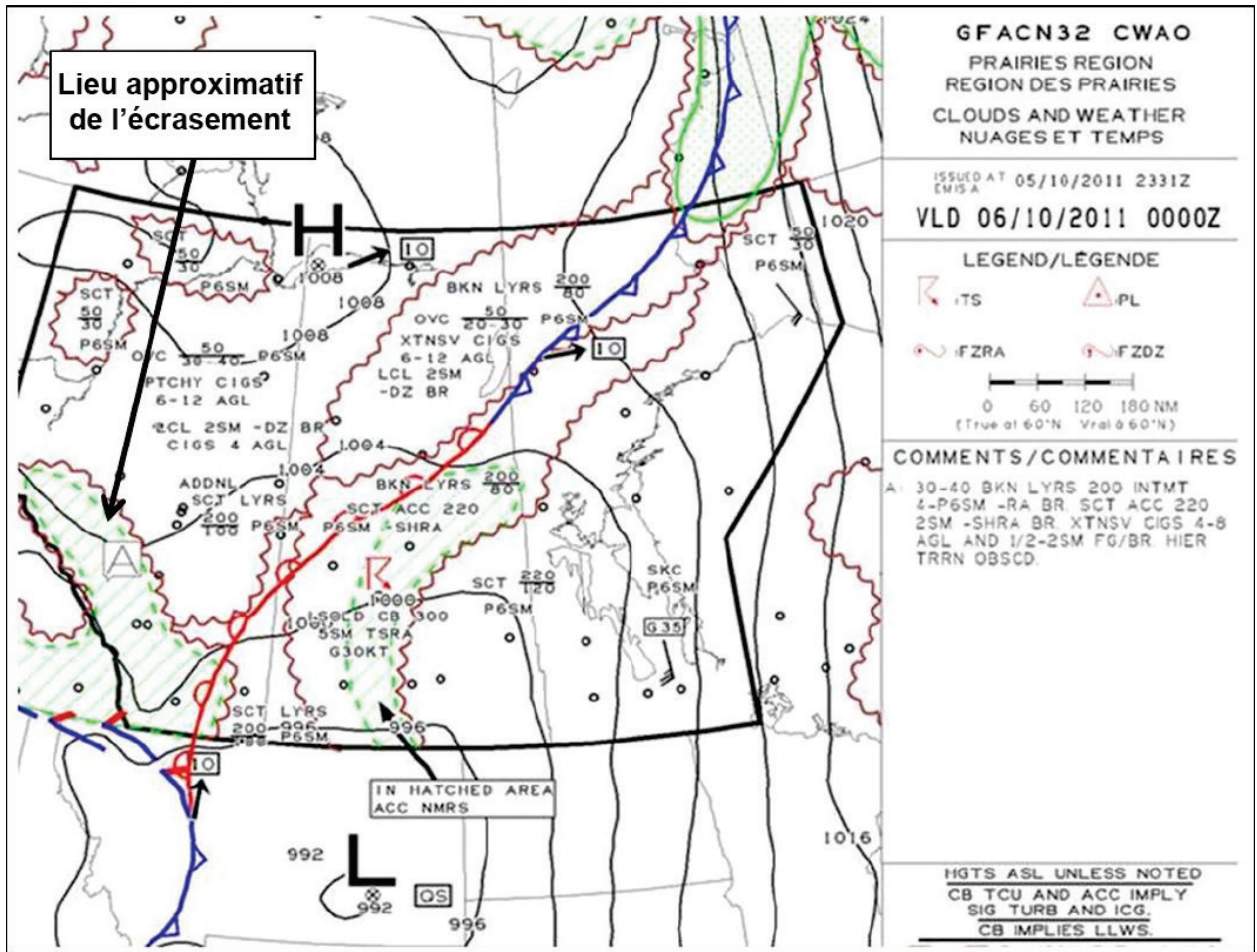 Lieu approximatif
de l'écrasement
1024
1008
H
1008
10
1008
1008
SCT
50
30
P6SM
SCT
50
30
P6SM
OVC 50
30-40 P6SM
PTCHY CIGS
6-12 AGL
LCL 2SM -DZ BR
CIGS 4 AGL
ADDNL
SCT LYRS
200
100 P6SM
1004
1004
BKN LYRS 200
80
OVC 50
20-30 P6SM
XTNSV CIGS
6-12 AGL
LCL 2SM
-DZ BR
10
SCT 50
30
P6SM
1020
BKN LYRS 200
80
SCT ACC 220
P6SM -SHRA
1000
ISOLD CB 300
5SM TSRA
G30KT
SCT 220
120
P6SM
SKC
P6SM
G35
A
SCT LYRS
200
P6SM
996
996
10
IN HATCHED AREA
ACC NMRS
992
L
992
QS
996
1016
GFACN32 CWAO
PRAIRIES REGION
REGION DES PRAIRIES
CLOUDS AND WEATHER
NUAGES ET TEMPS
ISSUED AT
EMIS A 05/10/2011 2331Z
VLD 06/10/2011 0000Z
LEGEND/LÉGENDE
:TS
:PL
:FZRA
:FZDZ
0 60 120 180 NM
(True at 60°N Vrai à 60°N)
COMMENTS/COMMENTAIRES
A: 30-40 BKN LYRS 200 INTMT
4-P6SM -RA BR. SCT ACC 220
2SM -SHRA BR. XTNSV CIGS 4-8
AGL AND 1/2-2SM FG/BR. HIER
TRRN OBSCD.
HGTS ASL UNLESS NOTED
CB TCU AND ACC IMPLY
SIG TURB AND ICG.
CB IMPLIES LLWS.